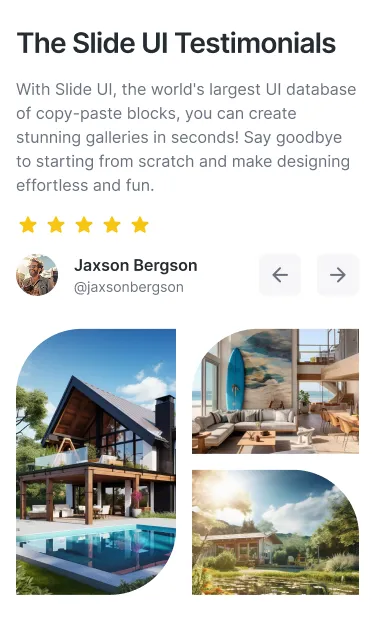 The Slide UI Testimonials
With Slide UI, the world's largest UI database
of copy-paste blocks, you can create
stunning galleries in seconds! Say goodbye
to starting from scratch and make designing
effortless and fun.
Jaxson Bergson
@jaxsonbergson